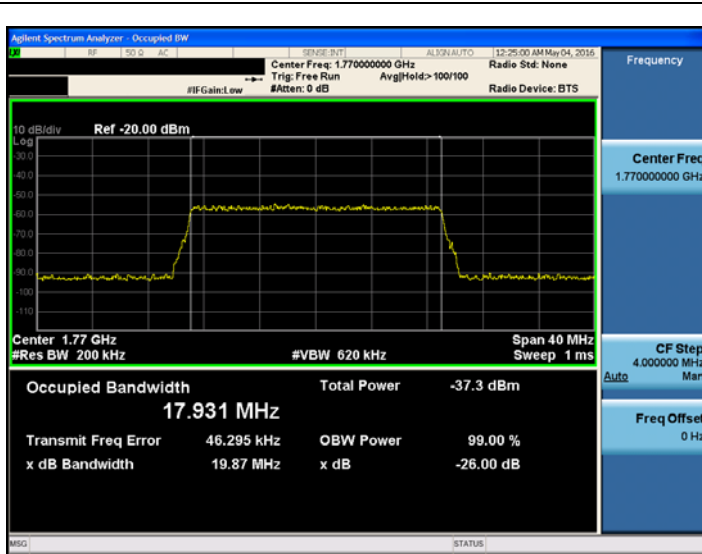 Agilent Spectrum Analyzer - Occupied BW
RF 50 Ω AC SENSE:INT ALIGN AUTO 12:25:00 AM May 04, 2016
Center Freq: 1.770000000 GHz Radio Std: None
Trig: Free Run Avg|Hold:> 100/100
#IFGain:Low #Atten: 0 dB Radio Device: BTS
10 dB/div Ref -20.00 dBm
Log
-30.0
-40.0
-50.0
-60.0
-70.0
-80.0
-90.0
-100
-110
Center 1.77 GHz Span 40 MHz
#Res BW 200 kHz #VBW 620 kHz Sweep 1 ms
Occupied Bandwidth Total Power -37.3 dBm
17.931 MHz
Transmit Freq Error 46.295 kHz OBW Power 99.00 %
x dB Bandwidth 19.87 MHz x dB -26.00 dB
MSG STATUS
Frequency
Center Freq
1.770000000 GHz
CF Step
4.000000 MHz
Auto Man
Freq Offset
0 Hz